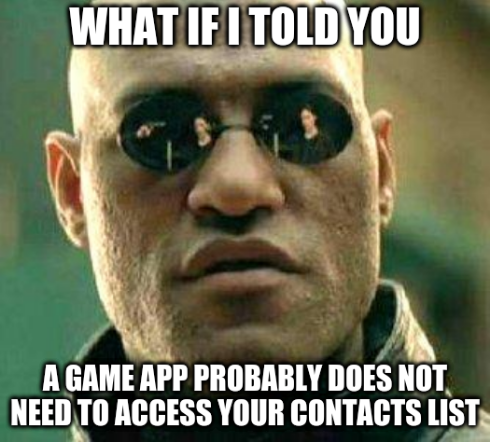 WHAT IF I TOLD YOU
A GAME APP PROBABLY DOES NOT
NEED TO ACCESS YOUR CONTACTS LIST